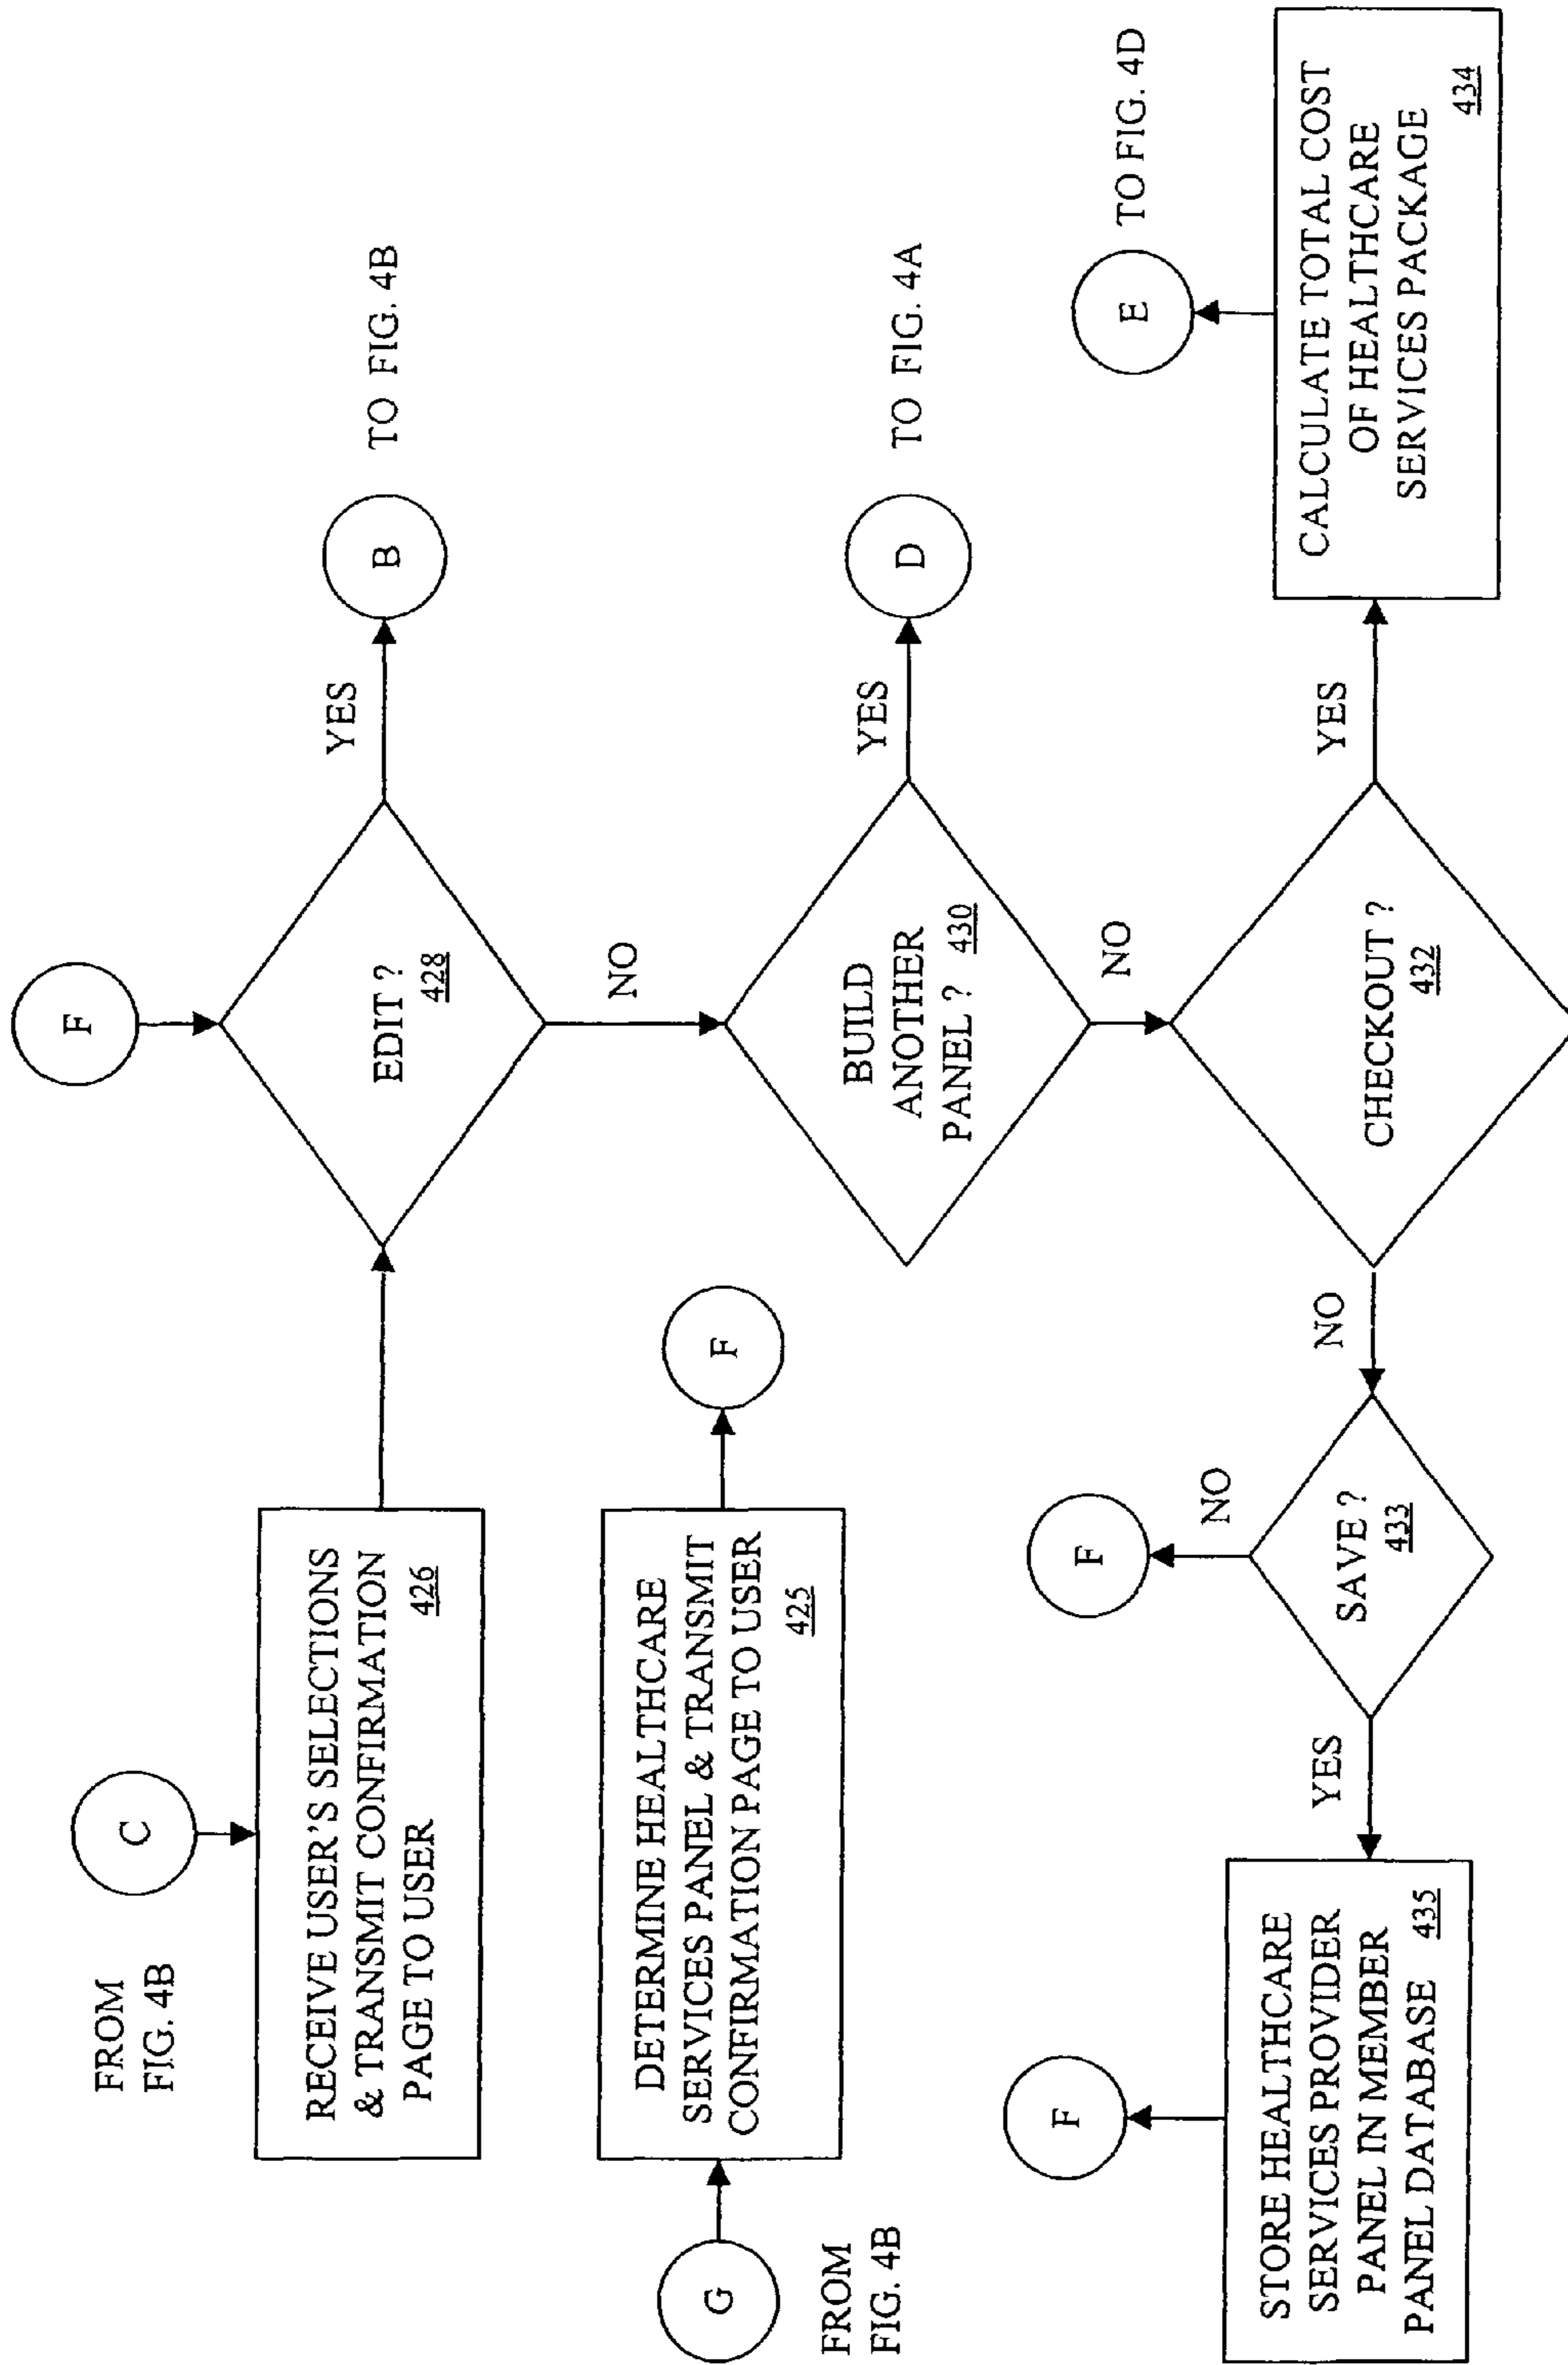 F
FROM
FIG. 4B
C
RECEIVE USER'S SELECTIONS
& TRANSMIT CONFIRMATION
PAGE TO USER
426
EDIT ?
428
YES
B
TO FIG. 4B
NO
FROM
FIG. 4B
G
DETERMINE HEALTHCARE
SERVICES PANEL & TRANSMIT
CONFIRMATION PAGE TO USER
425
F
BUILD
ANOTHER
PANEL ? 430
YES
D
TO FIG. 4A
NO
CHECKOUT ?
432
YES
CALCULATE TOTAL COST
OF HEALTHCARE
SERVICES PACKAGE
434
E
TO FIG. 4D
NO
SAVE ?
433
NO
F
YES
STORE HEALTHCARE
SERVICES PROVIDER
PANEL IN MEMBER
PANEL DATABASE 435
F